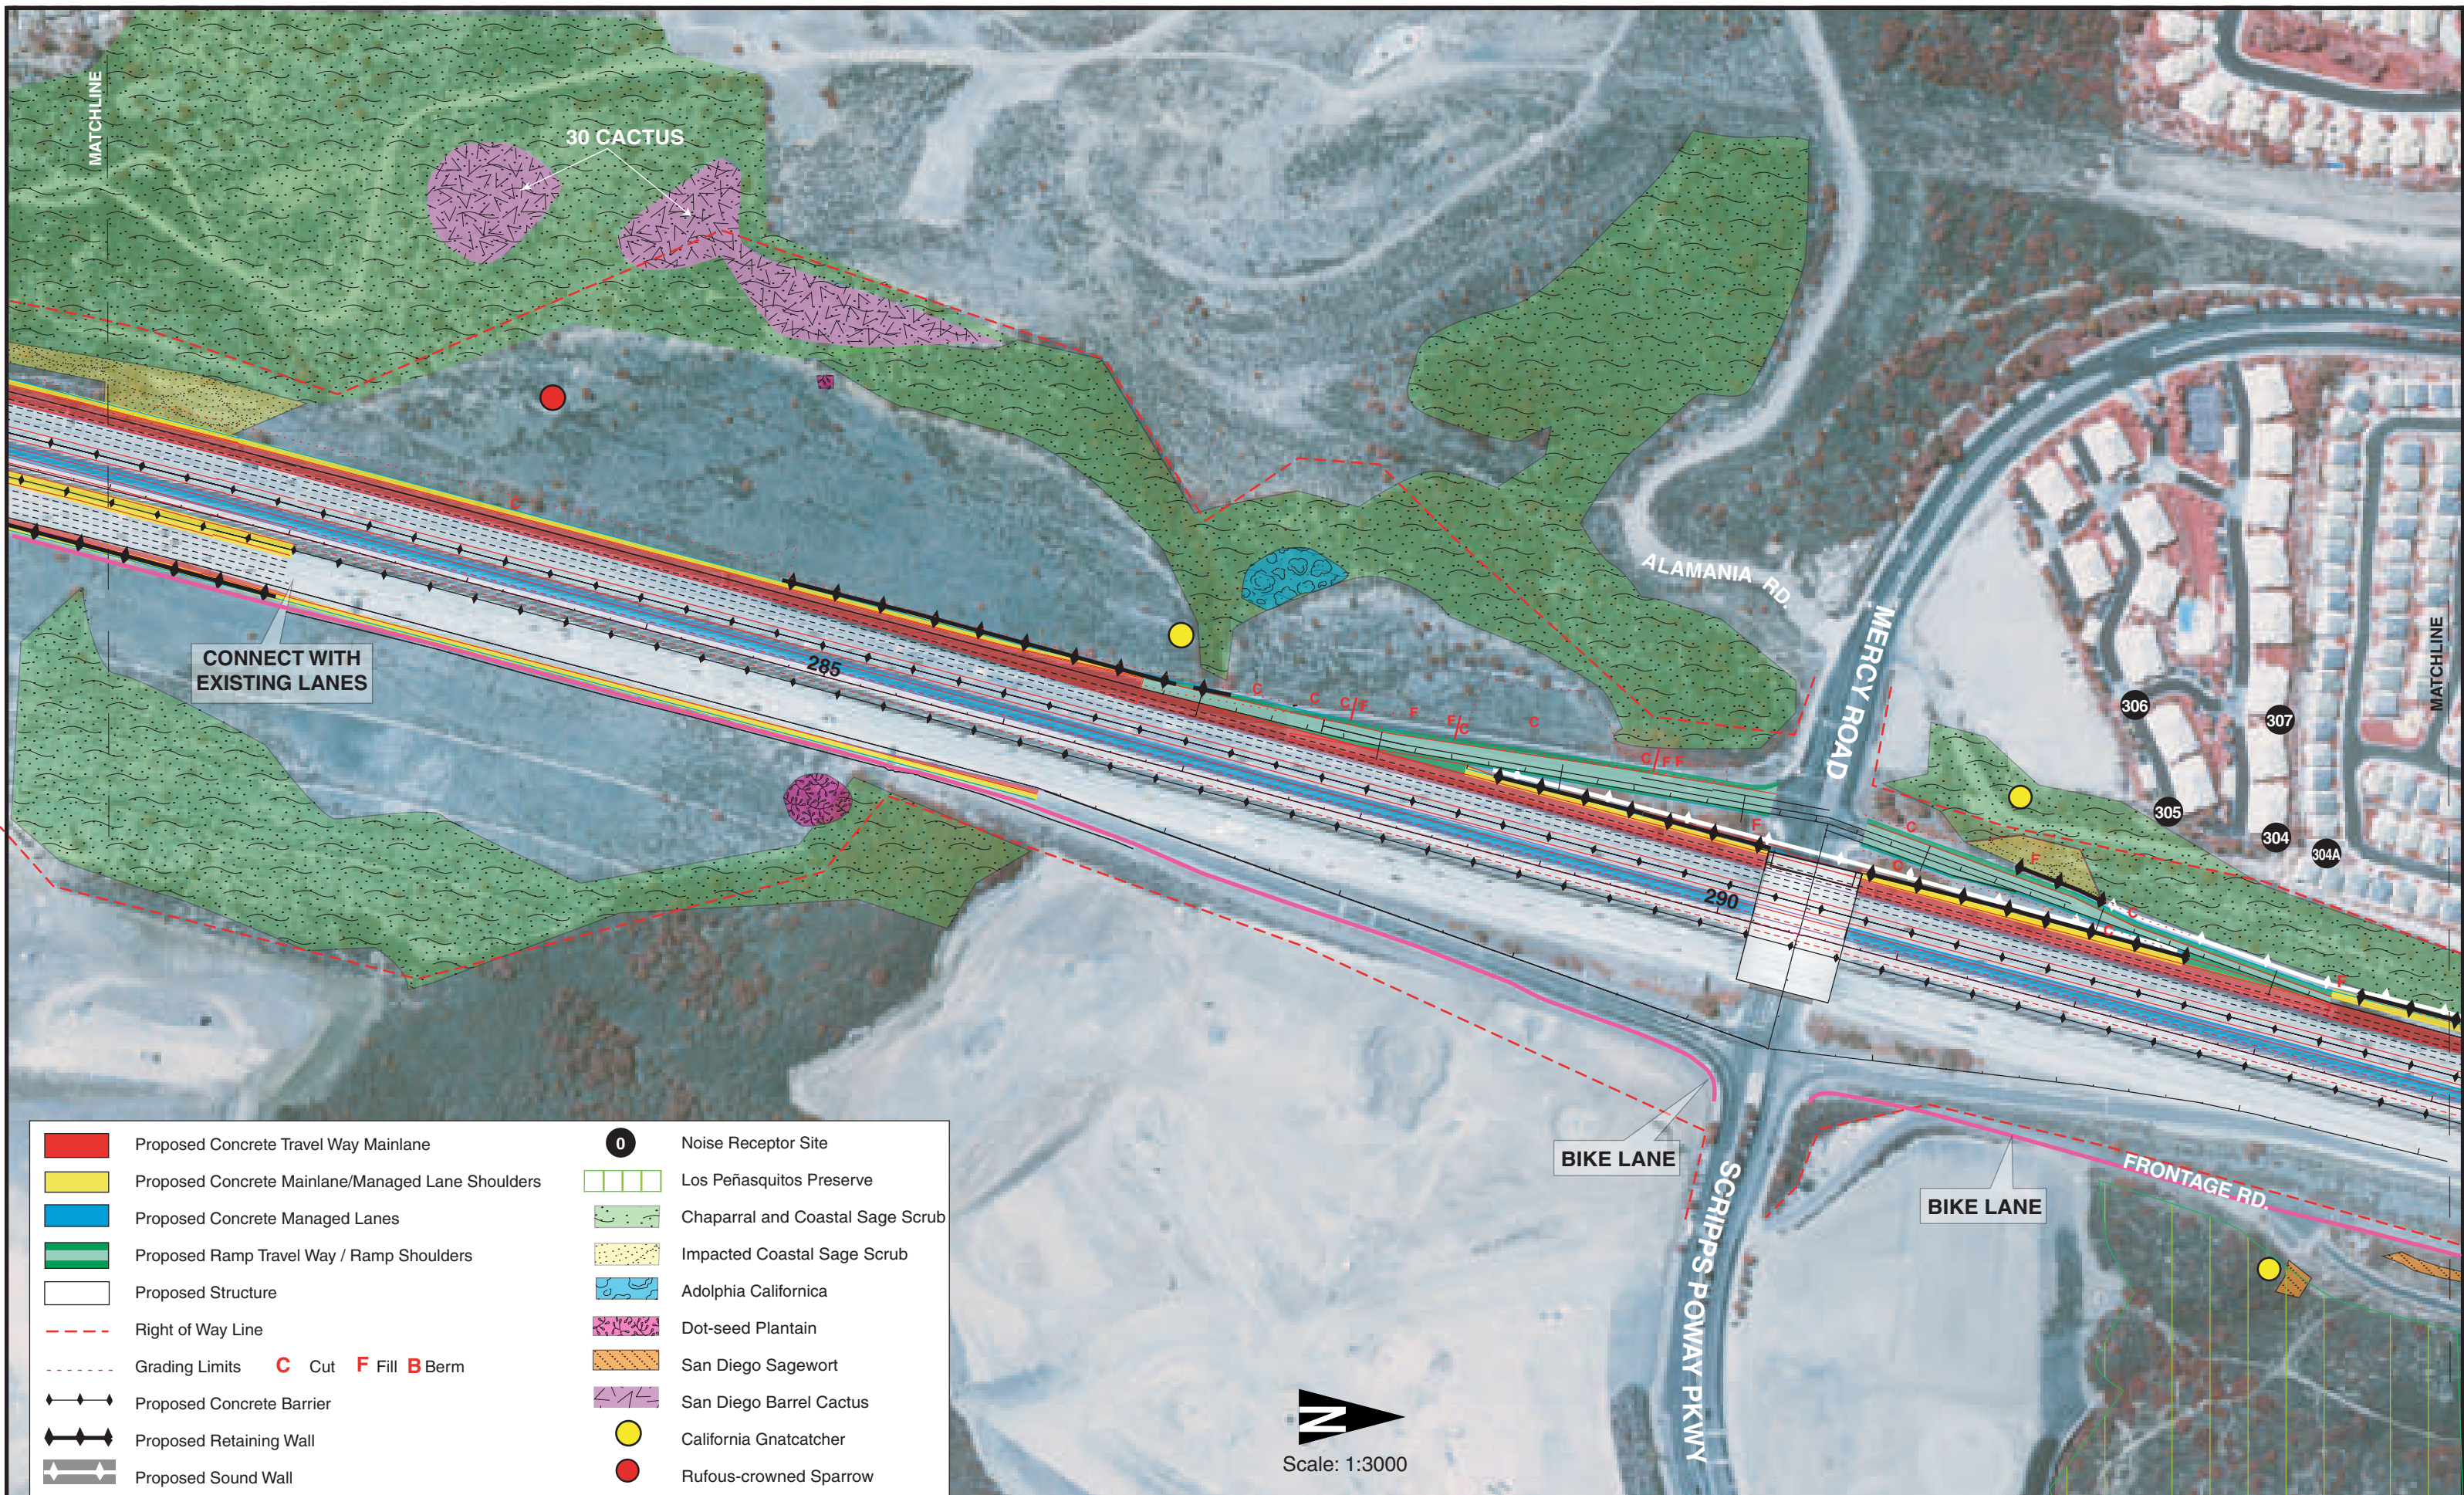 MATCHLINE
30 CACTUS
C
CONNECT WITH
EXISTING LANES
285
ALAMANIA RD.
MERCY ROAD
MATCHLINE
306
307
305
304
304A
C
C
C/F
F
F/C
C
C/F F
F
C
C
F
C
C
F
290
BIKE LANE
BIKE LANE
FRONTAGE RD.
SCRIPPS POWAY PKWY
N
Scale: 1:3000
Proposed Concrete Travel Way Mainlane
Proposed Concrete Mainlane/Managed Lane Shoulders
Proposed Concrete Managed Lanes
Proposed Ramp Travel Way / Ramp Shoulders
Proposed Structure
Right of Way Line
Grading Limits C Cut F Fill B Berm
Proposed Concrete Barrier
Proposed Retaining Wall
Proposed Sound Wall
0 Noise Receptor Site
Los Peñasquitos Preserve
Chaparral and Coastal Sage Scrub
Impacted Coastal Sage Scrub
Adolphia Californica
Dot-seed Plantain
San Diego Sagewort
San Diego Barrel Cactus
California Gnatcatcher
Rufous-crowned Sparrow